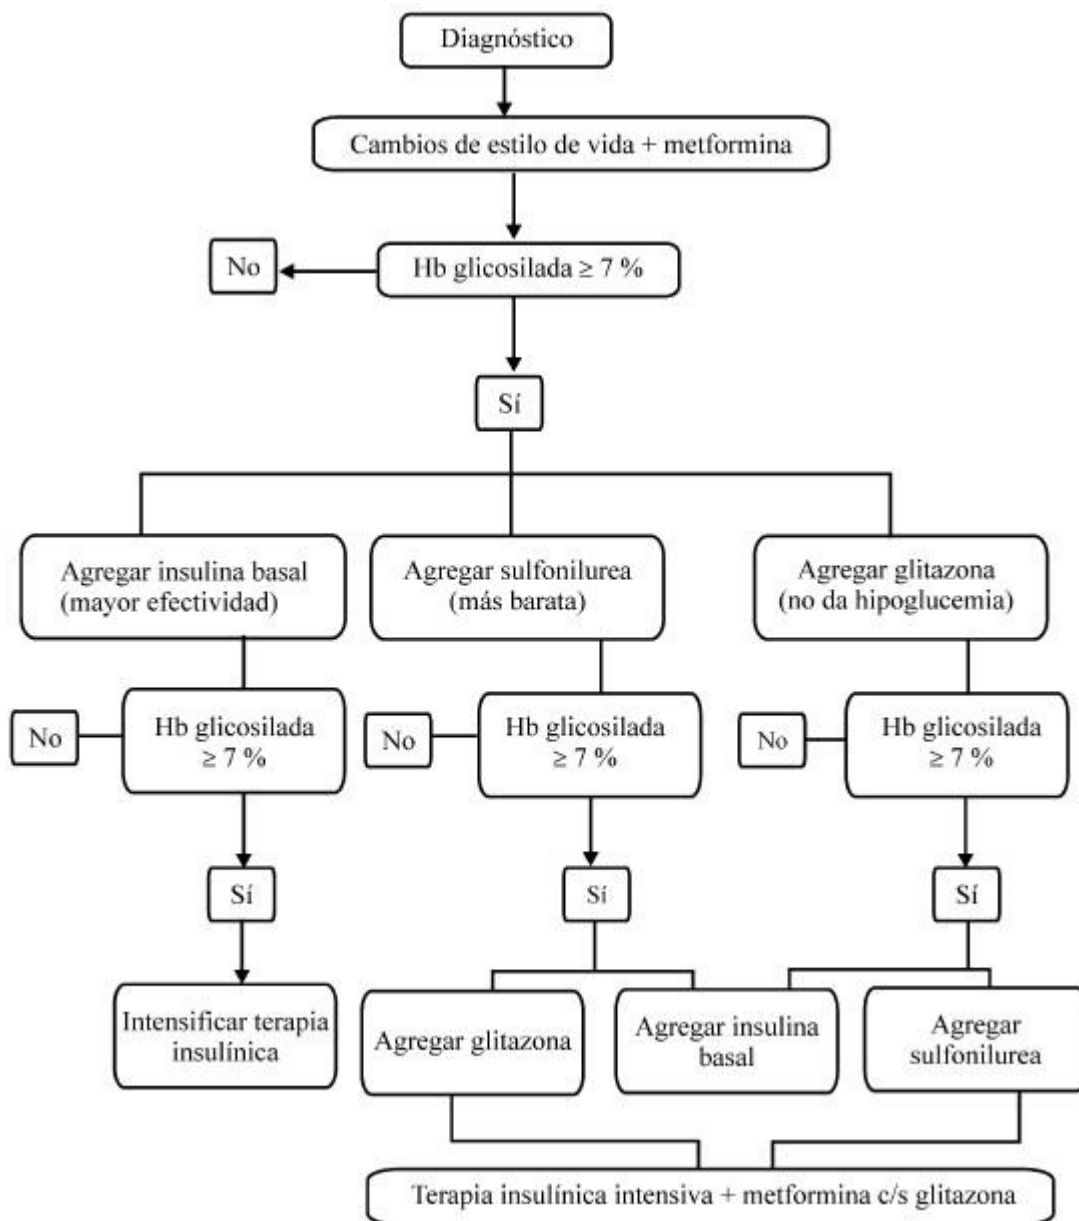 Diagnóstico
Cambios de estilo de vida + metformina
No
Hb glicosilada ≥ 7 %
Sí
Agregar insulina basal
(mayor efectividad)
Agregar sulfonilurea
(más barata)
Agregar glitazona
(no da hipoglucemia)
No
Hb glicosilada
≥ 7 %
No
Hb glicosilada
≥ 7 %
No
Hb glicosilada
≥ 7 %
Sí
Sí
Sí
Intensificar terapia
insulínica
Agregar glitazona
Agregar insulina
basal
Agregar
sulfonilurea
Terapia insulínica intensiva + metformina c/s glitazona